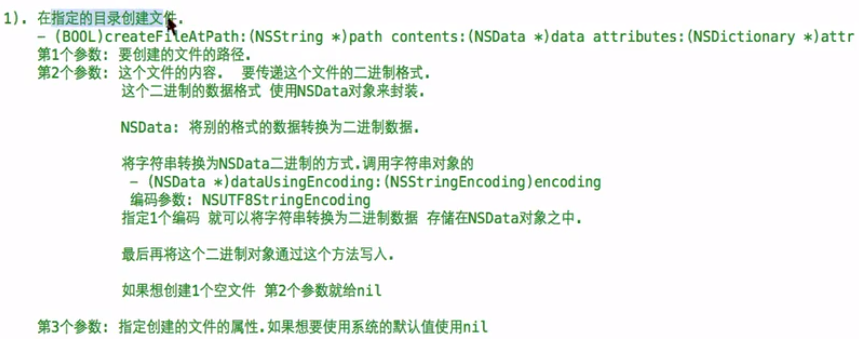 1). 在指定的目录创建文件.
- (BOOL)createFileAtPath:(NSString *)path contents:(NSData *)data attributes:(NSDictionary *)attr
第1个参数: 要创建的文件的路径.
第2个参数: 这个文件的内容. 要传递这个文件的二进制格式.
这个二进制的数据格式 使用NSData对象来封装.
NSData: 将别的格式的数据转换为二进制数据.
将字符串转换为NSData二进制的方式.调用字符串对象的
- (NSData *)dataUsingEncoding:(NSStringEncoding)encoding
编码参数: NSUTF8StringEncoding
指定1个编码 就可以将字符串转换为二进制数据 存储在NSData对象之中.
最后再将这个二进制对象通过这个方法写入.
如果想创建1个空文件 第2个参数就给nil
第3个参数: 指定创建的文件的属性.如果想要使用系统的默认值使用nil